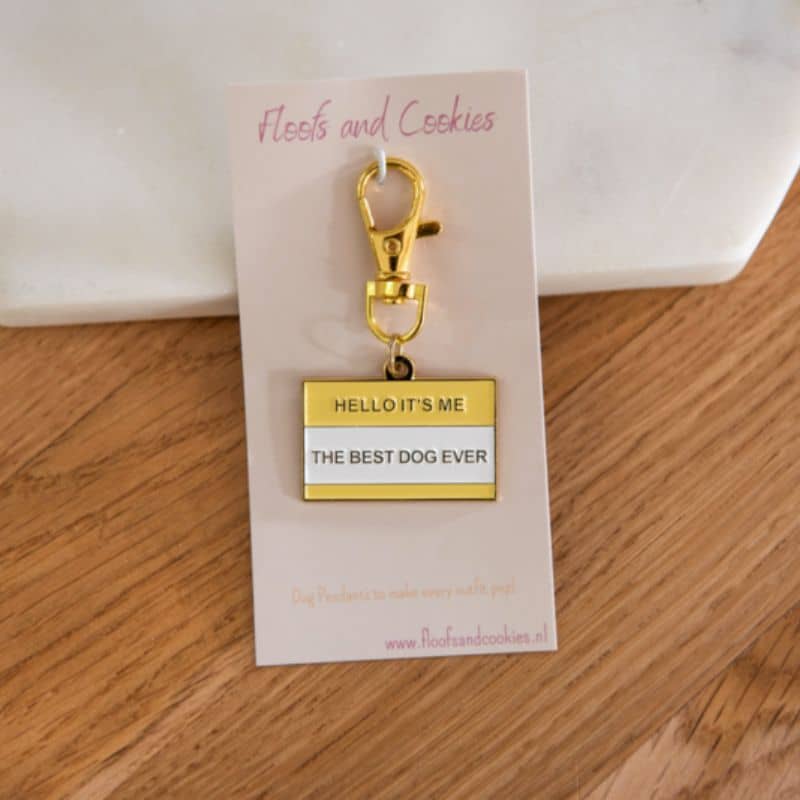 Floofs and Cookies
HELLO IT'S ME
THE BEST DOG EVER
Dog Pendants to make every outfit pop!
www.floofsandcookies.nl